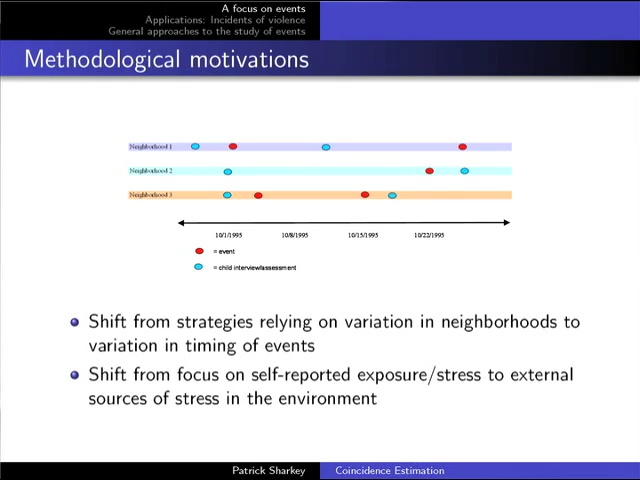 A focus on events
Applications: Incidents of violence
General approaches to the study of events
Methodological motivations
Neighborhood 1
Neighborhood 2
Neighborhood 3
10/1/1995 10/8/1995 10/15/1995 10/22/1995
= event
= child interview/assessment
Shift from strategies relying on variation in neighborhoods to
variation in timing of events
Shift from focus on self-reported exposure/stress to external
sources of stress in the environment
Patrick Sharkey Coincidence Estimation